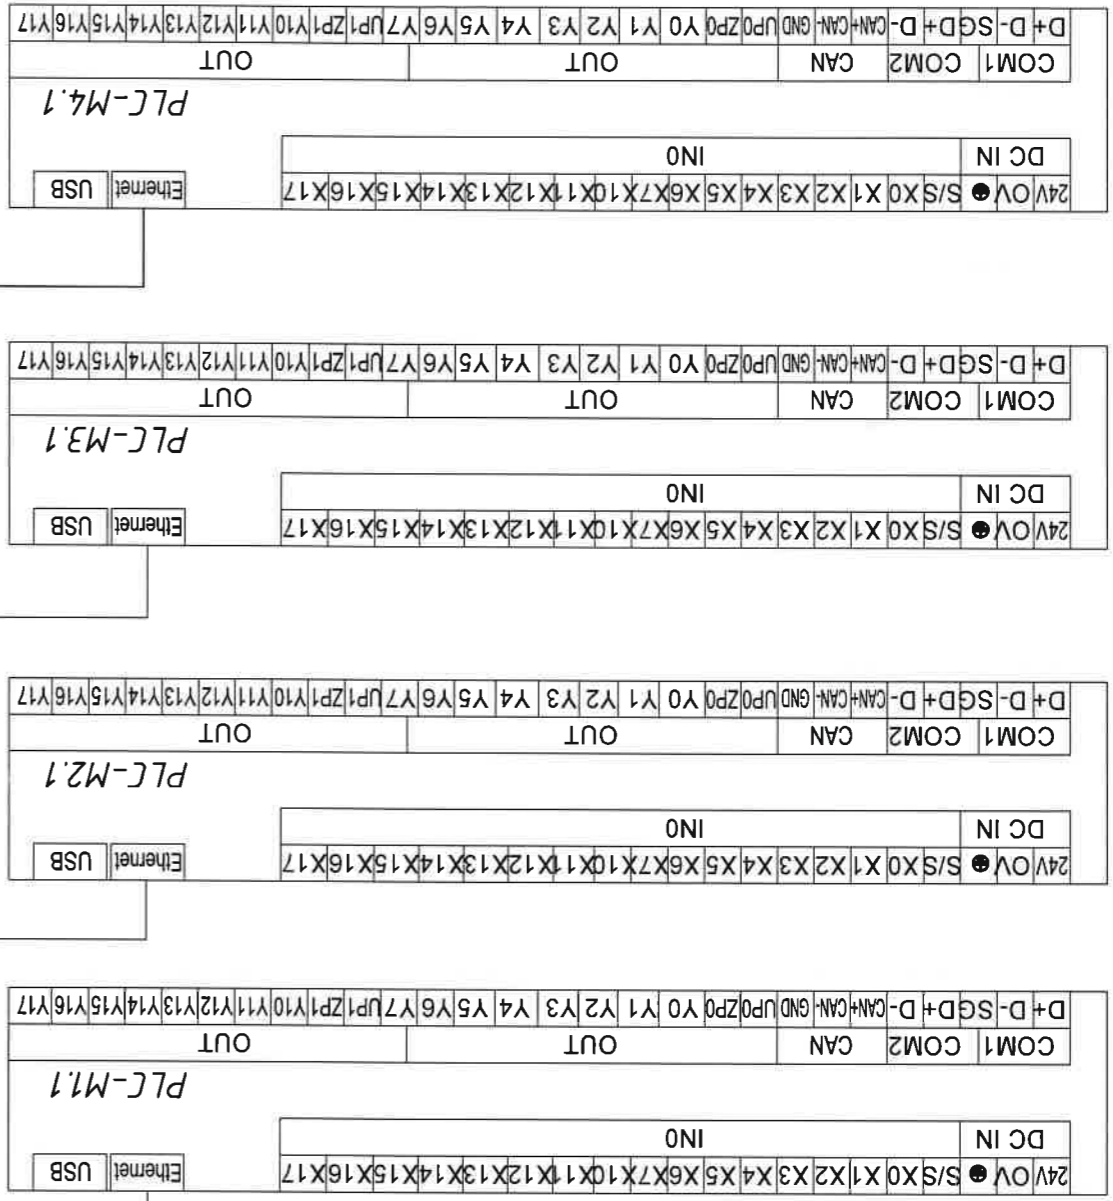 24V OV S/S X0 X1 X2 X3 X4 X5 X6 X7 X10 X11 X12 X13 X14 X15 X16 X17 Ethernet USB
DC IN IN0
PLC-M1.1
COM1 COM2 CAN OUT OUT
D+ D- SG D+ D- CAN+ CAN- GND UP0 ZP0 Y0 Y1 Y2 Y3 Y4 Y5 Y6 Y7 UP1 ZP1 Y10 Y11 Y12 Y13 Y14 Y15 Y16 Y17
24V OV S/S X0 X1 X2 X3 X4 X5 X6 X7 X10 X11 X12 X13 X14 X15 X16 X17 Ethernet USB
DC IN IN0
PLC-M2.1
COM1 COM2 CAN OUT OUT
D+ D- SG D+ D- CAN+ CAN- GND UP0 ZP0 Y0 Y1 Y2 Y3 Y4 Y5 Y6 Y7 UP1 ZP1 Y10 Y11 Y12 Y13 Y14 Y15 Y16 Y17
24V OV S/S X0 X1 X2 X3 X4 X5 X6 X7 X10 X11 X12 X13 X14 X15 X16 X17 Ethernet USB
DC IN IN0
PLC-M3.1
COM1 COM2 CAN OUT OUT
D+ D- SG D+ D- CAN+ CAN- GND UP0 ZP0 Y0 Y1 Y2 Y3 Y4 Y5 Y6 Y7 UP1 ZP1 Y10 Y11 Y12 Y13 Y14 Y15 Y16 Y17
24V OV S/S X0 X1 X2 X3 X4 X5 X6 X7 X10 X11 X12 X13 X14 X15 X16 X17 Ethernet USB
DC IN IN0
PLC-M4.1
COM1 COM2 CAN OUT OUT
D+ D- SG D+ D- CAN+ CAN- GND UP0 ZP0 Y0 Y1 Y2 Y3 Y4 Y5 Y6 Y7 UP1 ZP1 Y10 Y11 Y12 Y13 Y14 Y15 Y16 Y17